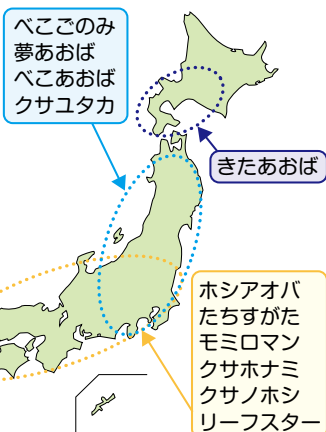 べこごのみ
夢あおば
べこあおば
クサユタカ
きたあおば
ホシアオバ
たちすがた
モミロマン
クサホナミ
クサノホシ
リーフスター